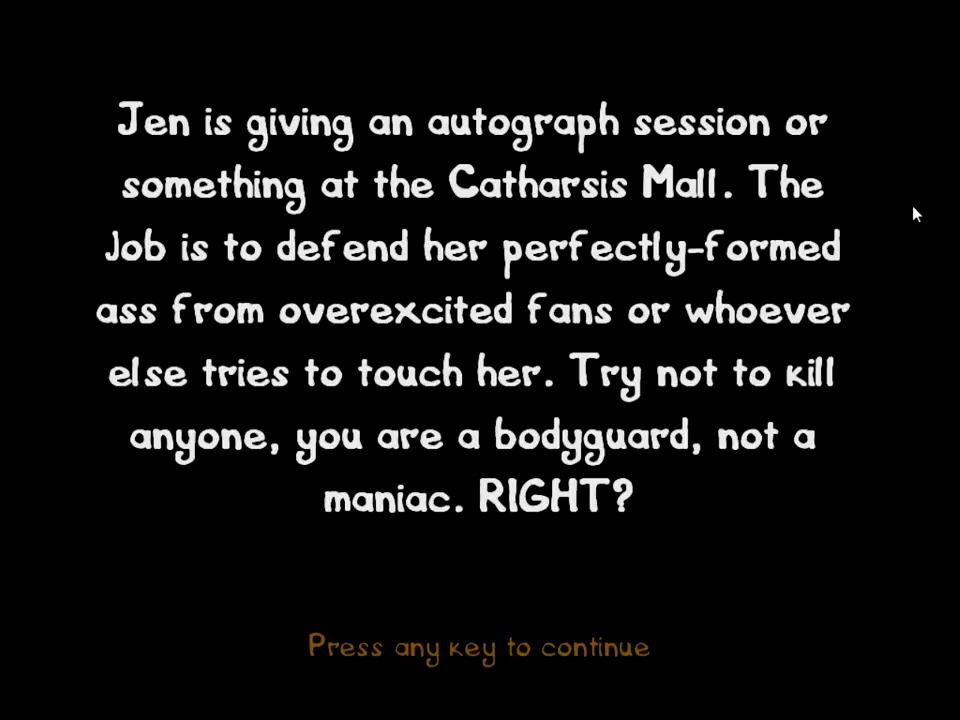 Jen is giving an autograph session or
something at the Catharsis Mall. The
Job is to defend her perfectly-formed
ass from overexcited fans or whoever
else tries to touch her. Try not to kill
anyone, you are a bodyguard, not a
maniac. RIGHT?
Press any key to continue